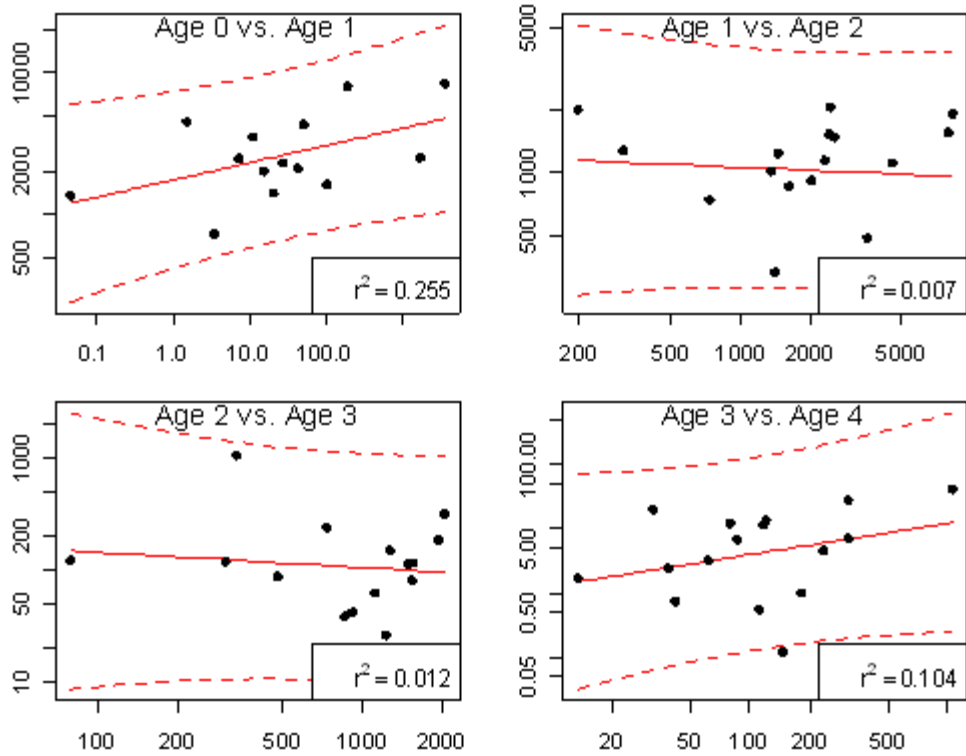 Age 0 vs. Age 1
10000
2000
500
r² = 0.255
0.1 1.0 10.0 100.0
Age 1 vs. Age 2
5000
1000
500
r² = 0.007
200 500 1000 2000 5000
Age 2 vs. Age 3
1000
200
50
10
r² = 0.012
100 200 500 1000 2000
Age 3 vs. Age 4
100.00
5.00
0.50
0.05
r² = 0.104
20 50 100 200 500